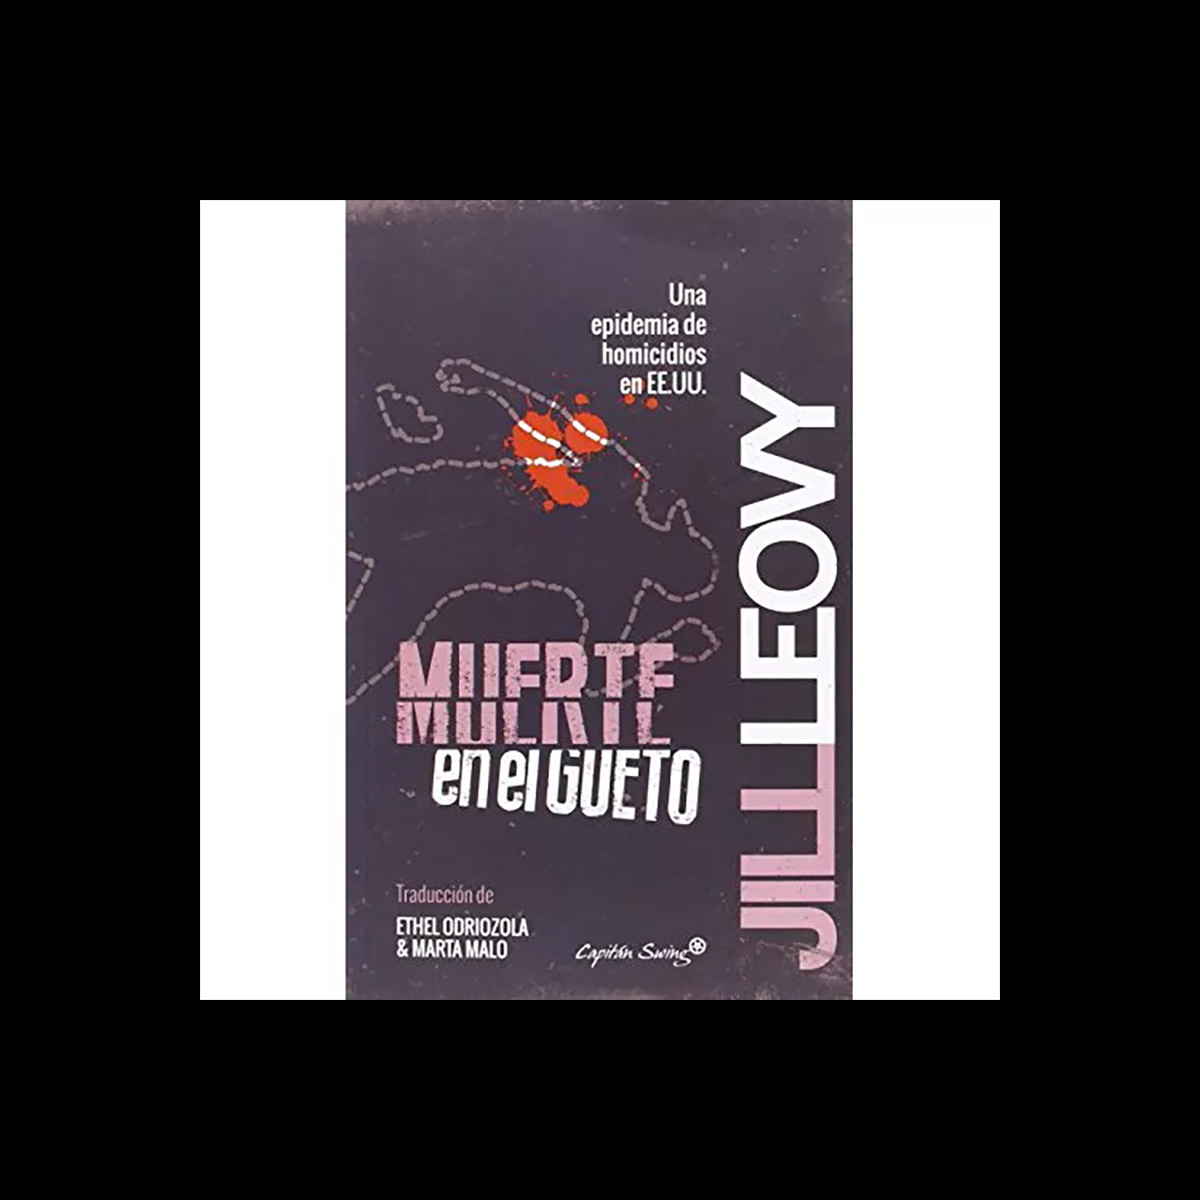 Una
epidemia de
homicidios
en EE.UU.
JILL LEOVY
MUERTE
en el GUETO
Traducción de
ETHEL ODRIOZOLA
& MARTA MALO
Capitán Swing